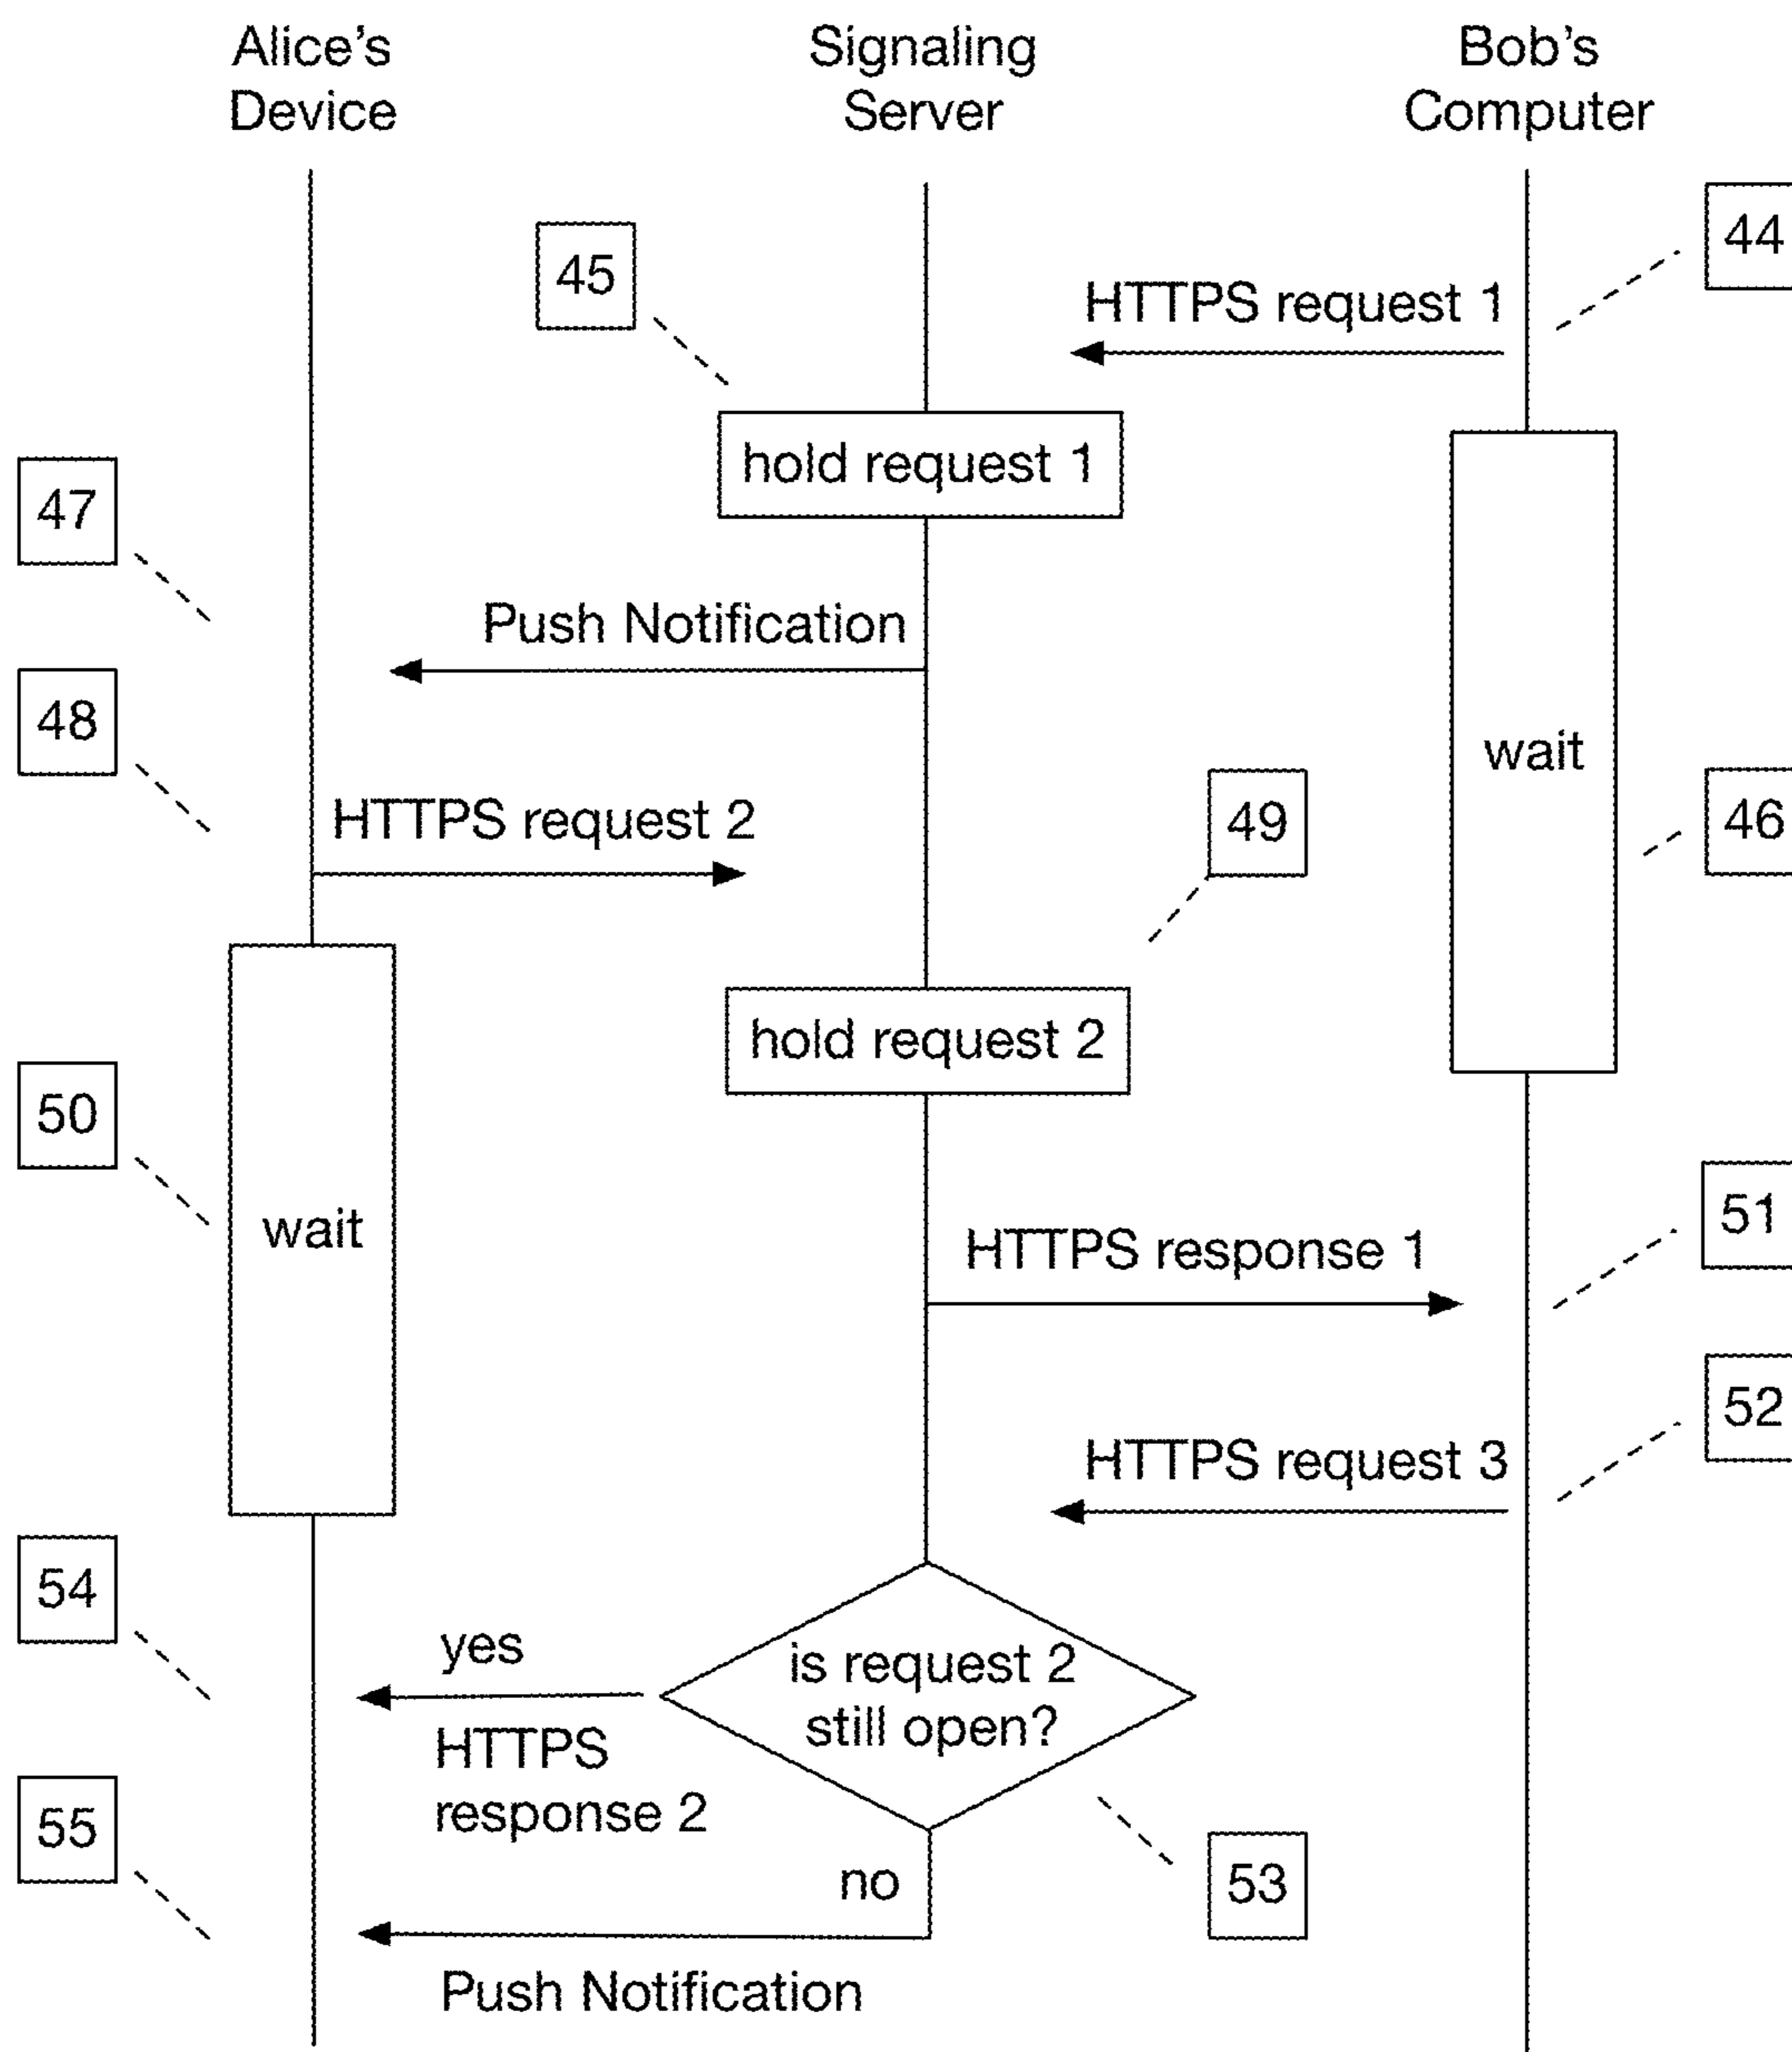 Alice's
Device
Signaling
Server
Bob's
Computer
44
45
HTTPS request 1
hold request 1
47
Push Notification
48
wait
46
HTTPS request 2
49
hold request 2
50
wait
51
HTTPS response 1
52
HTTPS request 3
54
yes
is request 2
still open?
HTTPS
response 2
55
no
53
Push Notification